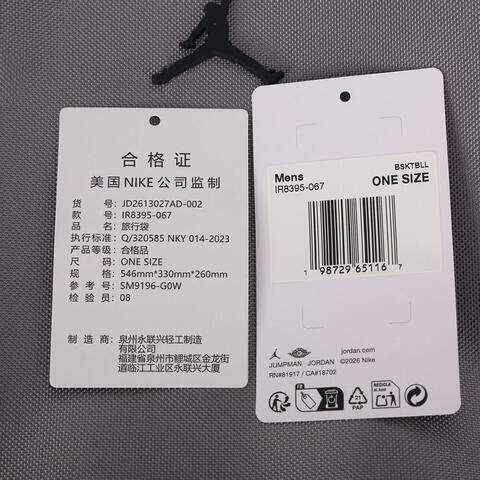 合格证
美国NIKE公司监制
货 号: JD2613027AD-002
款 号: IR8395-067
品 名: 旅行袋
执行标准: Q/320585 NKY 014-2023
产品等级: 合格品
尺 码: ONE SIZE
规 格: 546mm*330mm*260mm
参 考 号: SM9196-G0W
检 验 员: 08
制 造 商: 泉州永联兴轻工制造
有限公司
福建省泉州市鲤城区金龙街
道临江工业区永联兴大厦
BSKTBLL
Mens
IR8395-067
ONE SIZE
1 98729 65116 7
JUMPMAN JORDAN
jordan.com
©2026 Nike
RN#81917 / CA#18702
FR
21
PAP
RECICLA
Al Azul